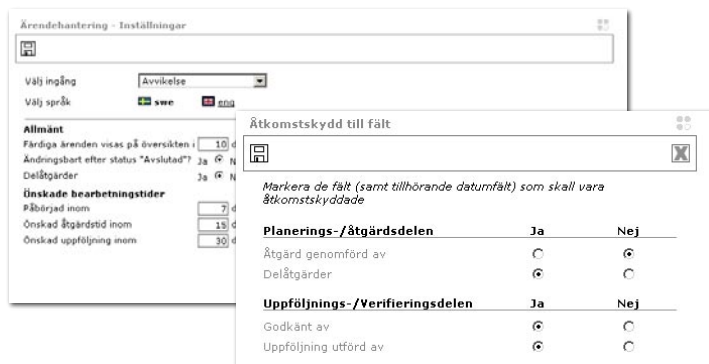 Ärendehantering - Inställningar
Välj ingång Avvikelse
Välj språk swe eng
Allmänt
Färdiga ärenden visas på översikten i 10 d
Ändringsbart efter status "Avslutad"? Ja N
Delåtgärder Ja N
Önskade bearbetningstider
Påbörjad inom 7 d
Önskad åtgärdstid inom 15 d
Önskad uppföljning inom 30 d
Åtkomstskydd till fält
Markera de fält (samt tillhörande datumfält) som skall vara
åtkomstskyddade
Planerings-/åtgärdsdelen Ja Nej
Åtgärd genomförd av
Delåtgärder
Uppföljnings-/Verifieringsdelen Ja Nej
Godkänt av
Uppföljning utförd av